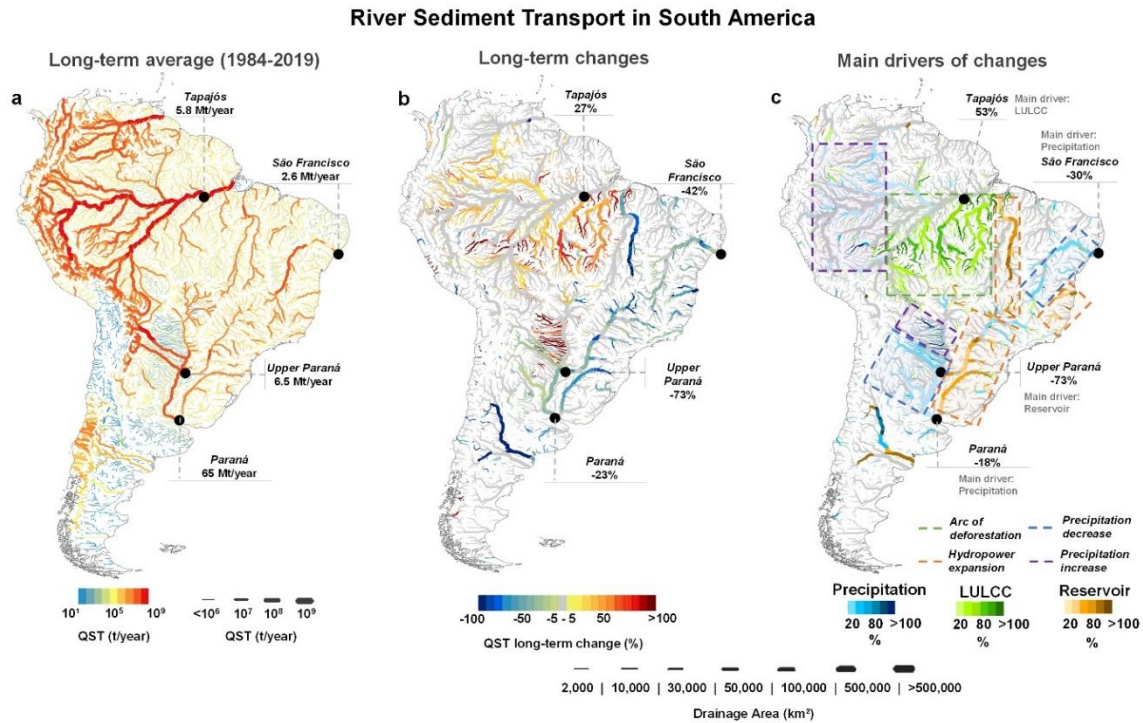 River Sediment Transport in South America
Long-term average (1984-2019)
a
Tapajós
5.8 Mt/year
São Francisco
2.6 Mt/year
Upper Paraná
6.5 Mt/year
Paraná
65 Mt/year
10¹ 10⁵ 10⁹
QST (t/year)
<10⁶ 10⁷ 10⁸ 10⁹
QST (t/year)
Long-term changes
b
Tapajós
27%
São
Francisco
-42%
Upper
Paraná
-73%
Paraná
-23%
-100 -50 -5 - 5 50 >100
QST long-term change (%)
Main drivers of changes
c
Tapajós
53%
Main driver:
LULCC
Main driver:
Precipitation
São Francisco
-30%
Upper Paraná
-73%
Main driver:
Reservoir
Paraná
-18%
Main driver:
Precipitation
Arc of
deforestation
Precipitation
decrease
Hydropower
expansion
Precipitation
increase
Precipitation
20 80 >100
%
LULCC
20 80 >100
%
Reservoir
20 80 >100
%
2,000 | 10,000 | 30,000 | 50,000 | 100,000 | 500,000 | >500,000
Drainage Area (km²)